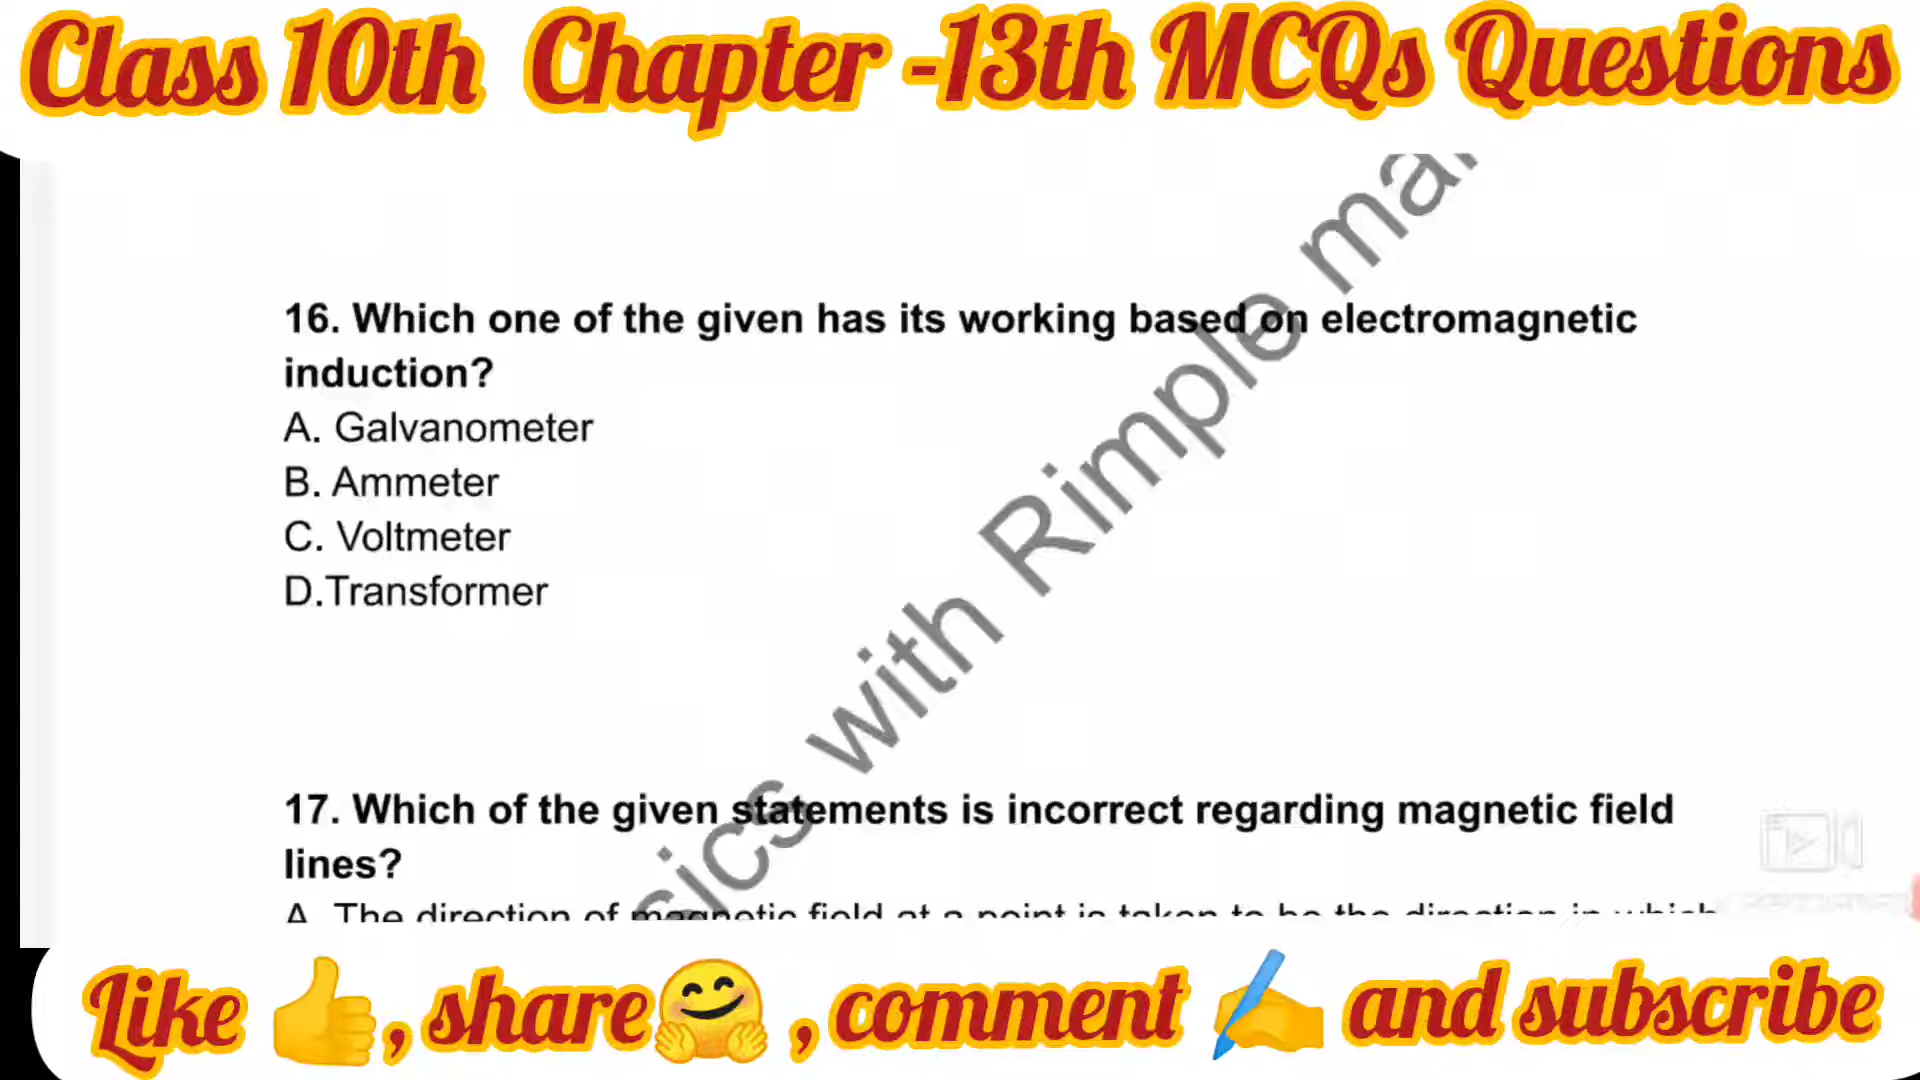 Class 10th Chapter -13th MCQs Questions
16. Which one of the given has its working based on electromagnetic
induction?
A. Galvanometer
B. Ammeter
C. Voltmeter
D.Transformer
with Rimple
17. Which of the given statements is incorrect regarding magnetic field
lines?
A. The direction of magnetic field at a point is taken to be the direction in which
Like 👍, share🤗 , comment ✍️ and subscribe